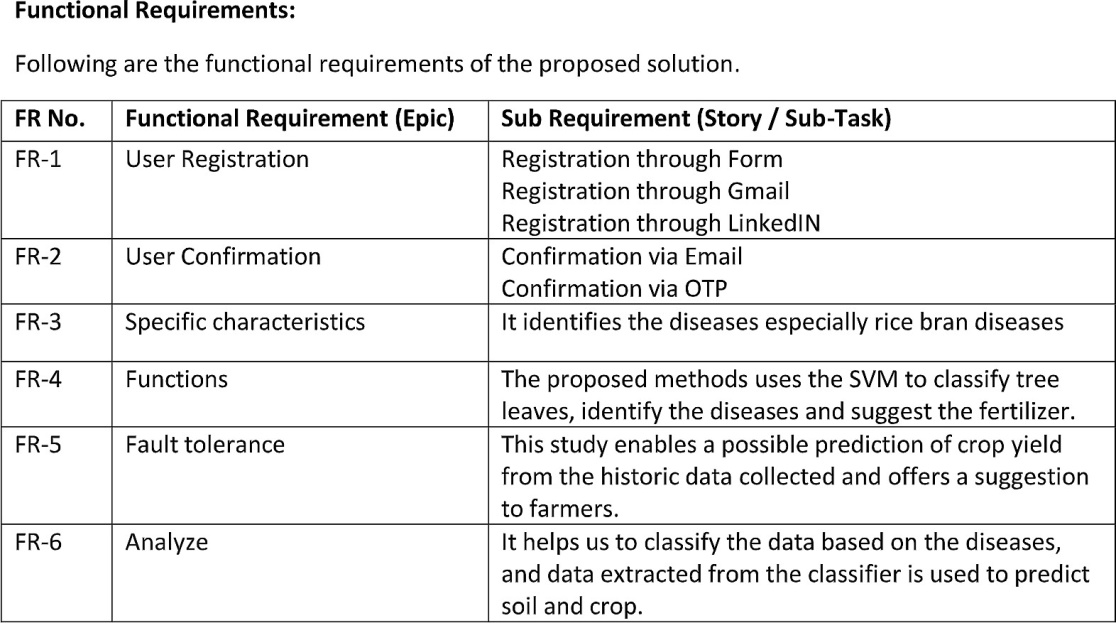 Functional Requirements:
Following are the functional requirements of the proposed solution.
FR No. Functional Requirement (Epic) Sub Requirement (Story / Sub-Task)
FR-1 User Registration Registration through Form
Registration through Gmail
Registration through LinkedIN
FR-2 User Confirmation Confirmation via Email
Confirmation via OTP
FR-3 Specific characteristics It identifies the diseases especially rice bran diseases
FR-4 Functions The proposed methods uses the SVM to classify tree
leaves, identify the diseases and suggest the fertilizer.
FR-5 Fault tolerance This study enables a possible prediction of crop yield
from the historic data collected and offers a suggestion
to farmers.
FR-6 Analyze It helps us to classify the data based on the diseases,
and data extracted from the classifier is used to predict
soil and crop.